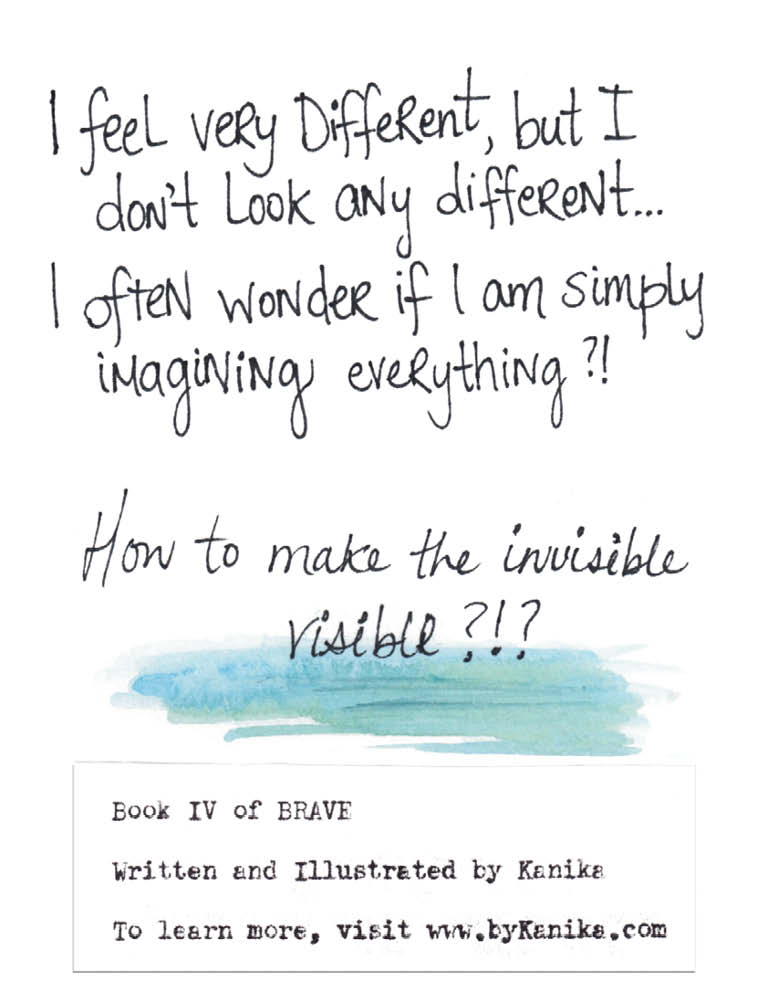 I feel very Different, but I
don't Look any different...
I often wonder if I am simply
imagining everything?!
How to make the invisible
visible?!?
Book IV of BRAVE
Written and Illustrated by Kanika
To learn more, visit www.byKanika.com